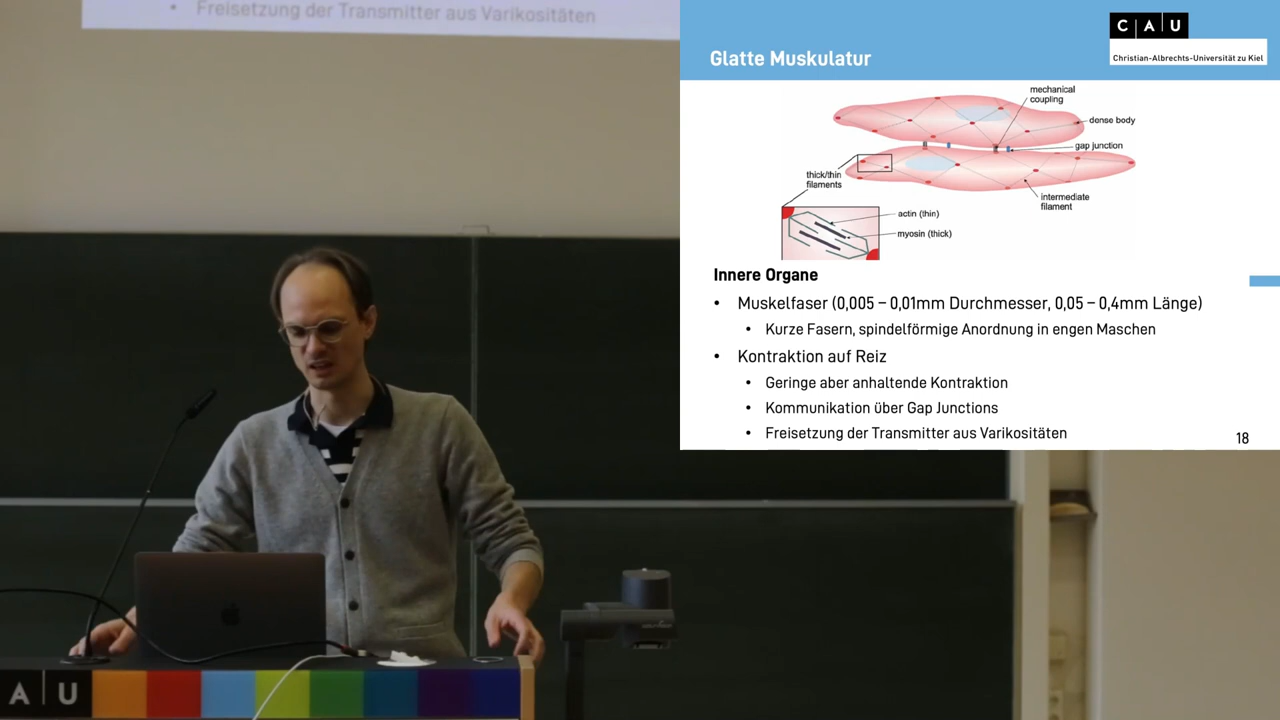 • Freisetzung der Transmitter aus Varikositäten
Glatte Muskulatur
C A U
Christian-Albrechts-Universität zu Kiel
mechanical
coupling
dense body
gap junction
thick/thin
filaments
intermediate
filament
actin (thin)
myosin (thick)
Innere Organe
• Muskelfaser (0,005 – 0,01mm Durchmesser, 0,05 – 0,4mm Länge)
• Kurze Fasern, spindelförmige Anordnung in engen Maschen
• Kontraktion auf Reiz
• Geringe aber anhaltende Kontraktion
• Kommunikation über Gap Junctions
• Freisetzung der Transmitter aus Varikositäten
18
A U